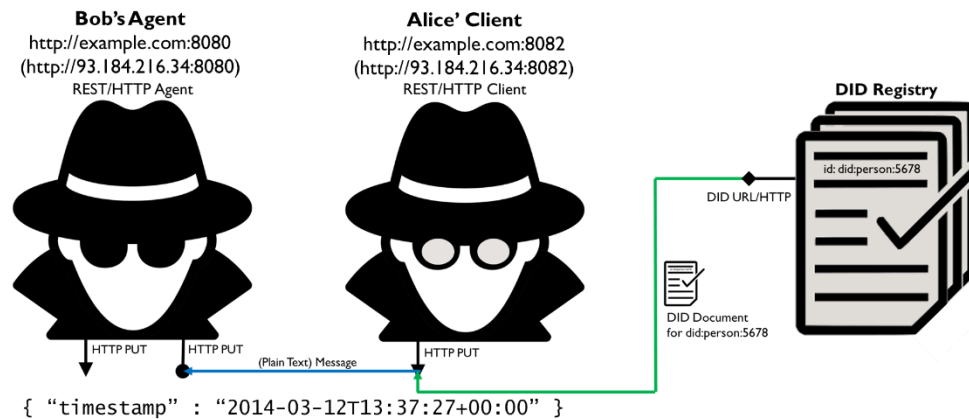 Bob's Agent
http://example.com:8080
(http://93.184.216.34:8080)
REST/HTTP Agent
Alice' Client
http://example.com:8082
(http://93.184.216.34:8082)
REST/HTTP Client
DID Registry
id: did:person:5678
DID URL/HTTP
DID Document
for did:person:5678
HTTP PUT
HTTP PUT
(Plain Text) Message
HTTP PUT
{ “timestamp” : “2014-03-12T13:37:27+00:00” }